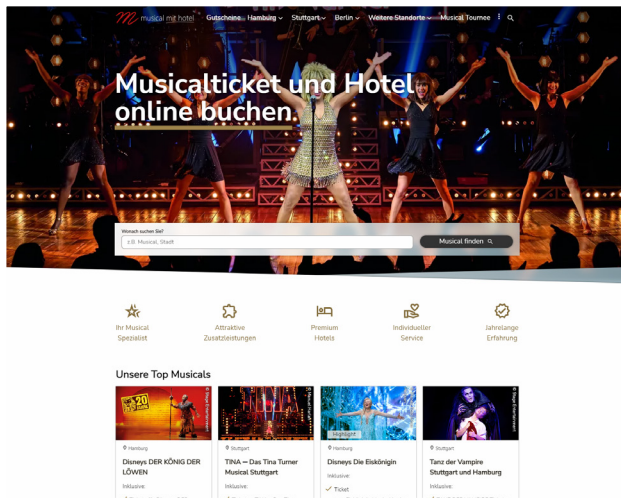 musical mit hotel
Gutscheine Hamburg Stuttgart Berlin Weitere Standorte Musical Tournee
Musicalticket und Hotel
online buchen
Wonach suchen Sie?
z.B. Musical, Stadt
Musical finden
Ihr Musical
Spezialist
Attraktive
Zusatzleistungen
Premium
Hotels
Individueller
Service
Jahrelange
Erfahrung
Unsere Top Musicals
Highlight
Hamburg
Disneys DER KÖNIG DER
LÖWEN
Inklusive:
Stuttgart
TINA – Das Tina Turner
Musical Stuttgart
Inklusive:
Hamburg
Disneys Die Eiskönigin
Inklusive:
Ticket
Stuttgart
Tanz der Vampire
Stuttgart und Hamburg
Inklusive: